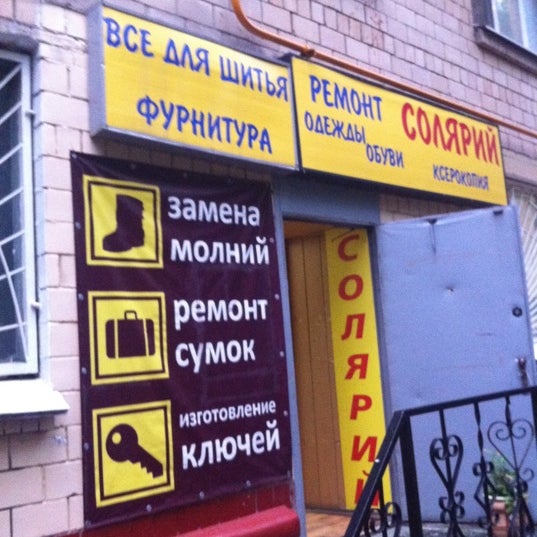 ВСЕ ДЛЯ ШИТЬЯ
ФУРНИТУРА
РЕМОНТ
ОДЕЖДЫ
ОБУВИ
СОЛЯРИЙ
КСЕРОКОПИЯ
замена
молний
ремонт
сумок
изготовление
ключей
СОЛЯРИЙ